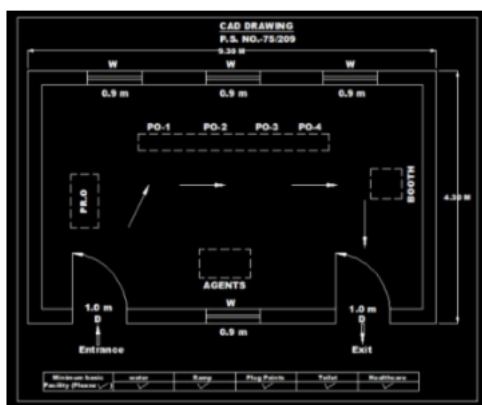 CAD DRAWING
P.S. NO.-75/209
9.30 M
W W W
0.9 m 0.9 m 0.9 m
PO-1 PO-2 PO-3 PO-4
PR.O
BOOTH
4.30 M
AGENTS
1.0 m W 1.0 m
D D
0.9 m
Entrance Exit
Minimum basic water Ramp Plug Points Toilet Healthcare
Facility (Please ✓) ✓ ✓ ✓ ✓ ✓